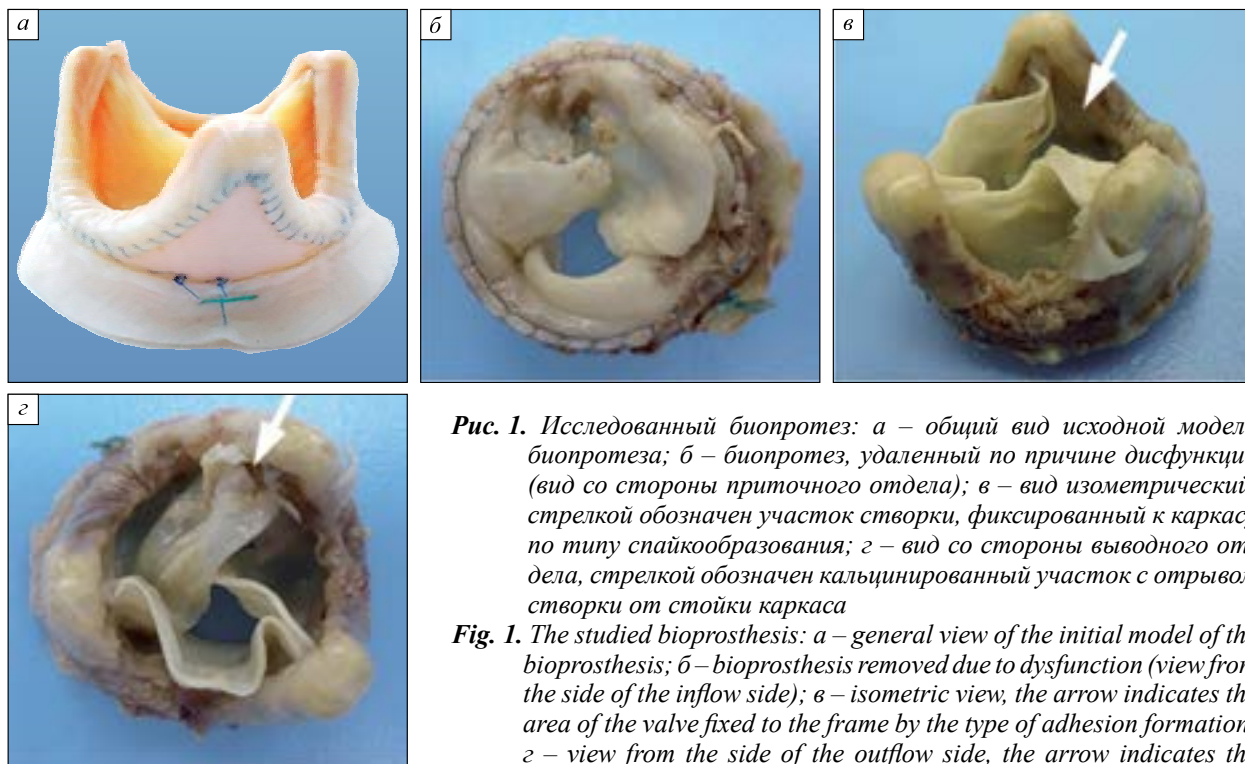 а
б
в
г
Рис. 1. Исследованный биопротез: а – общий вид исходной модел
биопротеза; б – биопротез, удаленный по причине дисфункци
(вид со стороны приточного отдела); в – вид изометрический
стрелкой обозначен участок створки, фиксированный к каркас
по типу спайкообразования; г – вид со стороны выводного от
дела, стрелкой обозначен кальцинированный участок с отрыво
створки от стойки каркаса
Fig. 1. The studied bioprosthesis: а – general view of the initial model of th
bioprosthesis; б – bioprosthesis removed due to dysfunction (view from
the side of the inflow side); в – isometric view, the arrow indicates th
area of the valve fixed to the frame by the type of adhesion formation
г – view from the side of the outflow side, the arrow indicates th